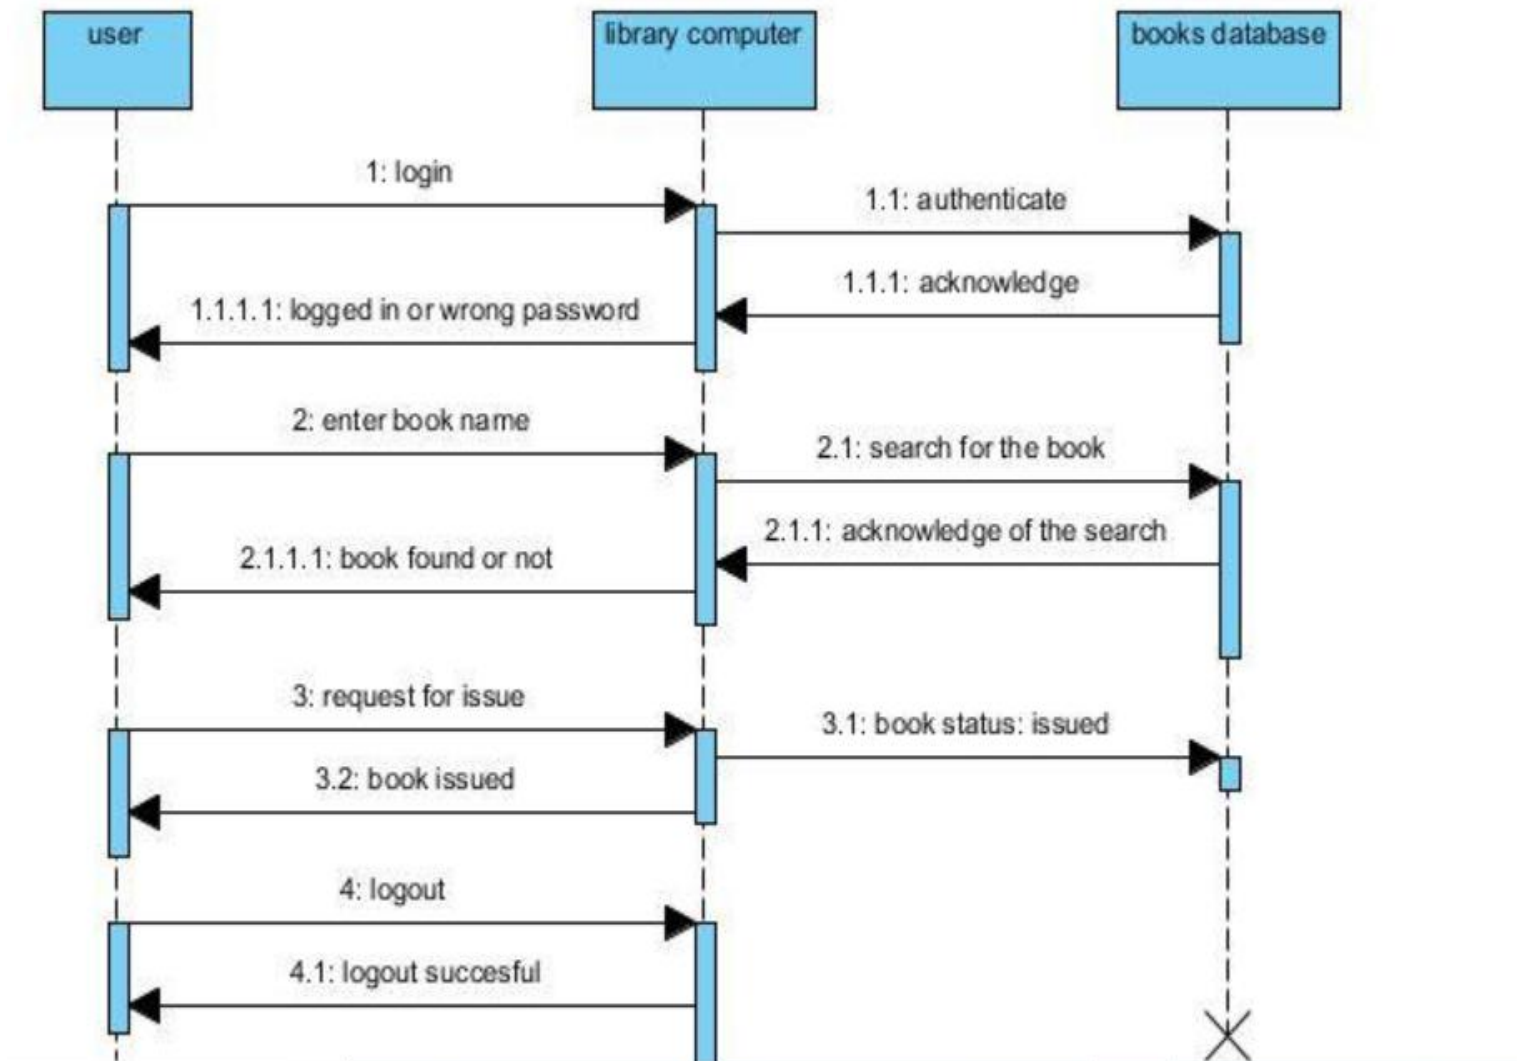 user
library computer
books database
1: login
1.1: authenticate
1.1.1: acknowledge
1.1.1.1: logged in or wrong password
2: enter book name
2.1: search for the book
2.1.1: acknowledge of the search
2.1.1.1: book found or not
3: request for issue
3.1: book status: issued
3.2: book issued
4: logout
4.1: logout succesful